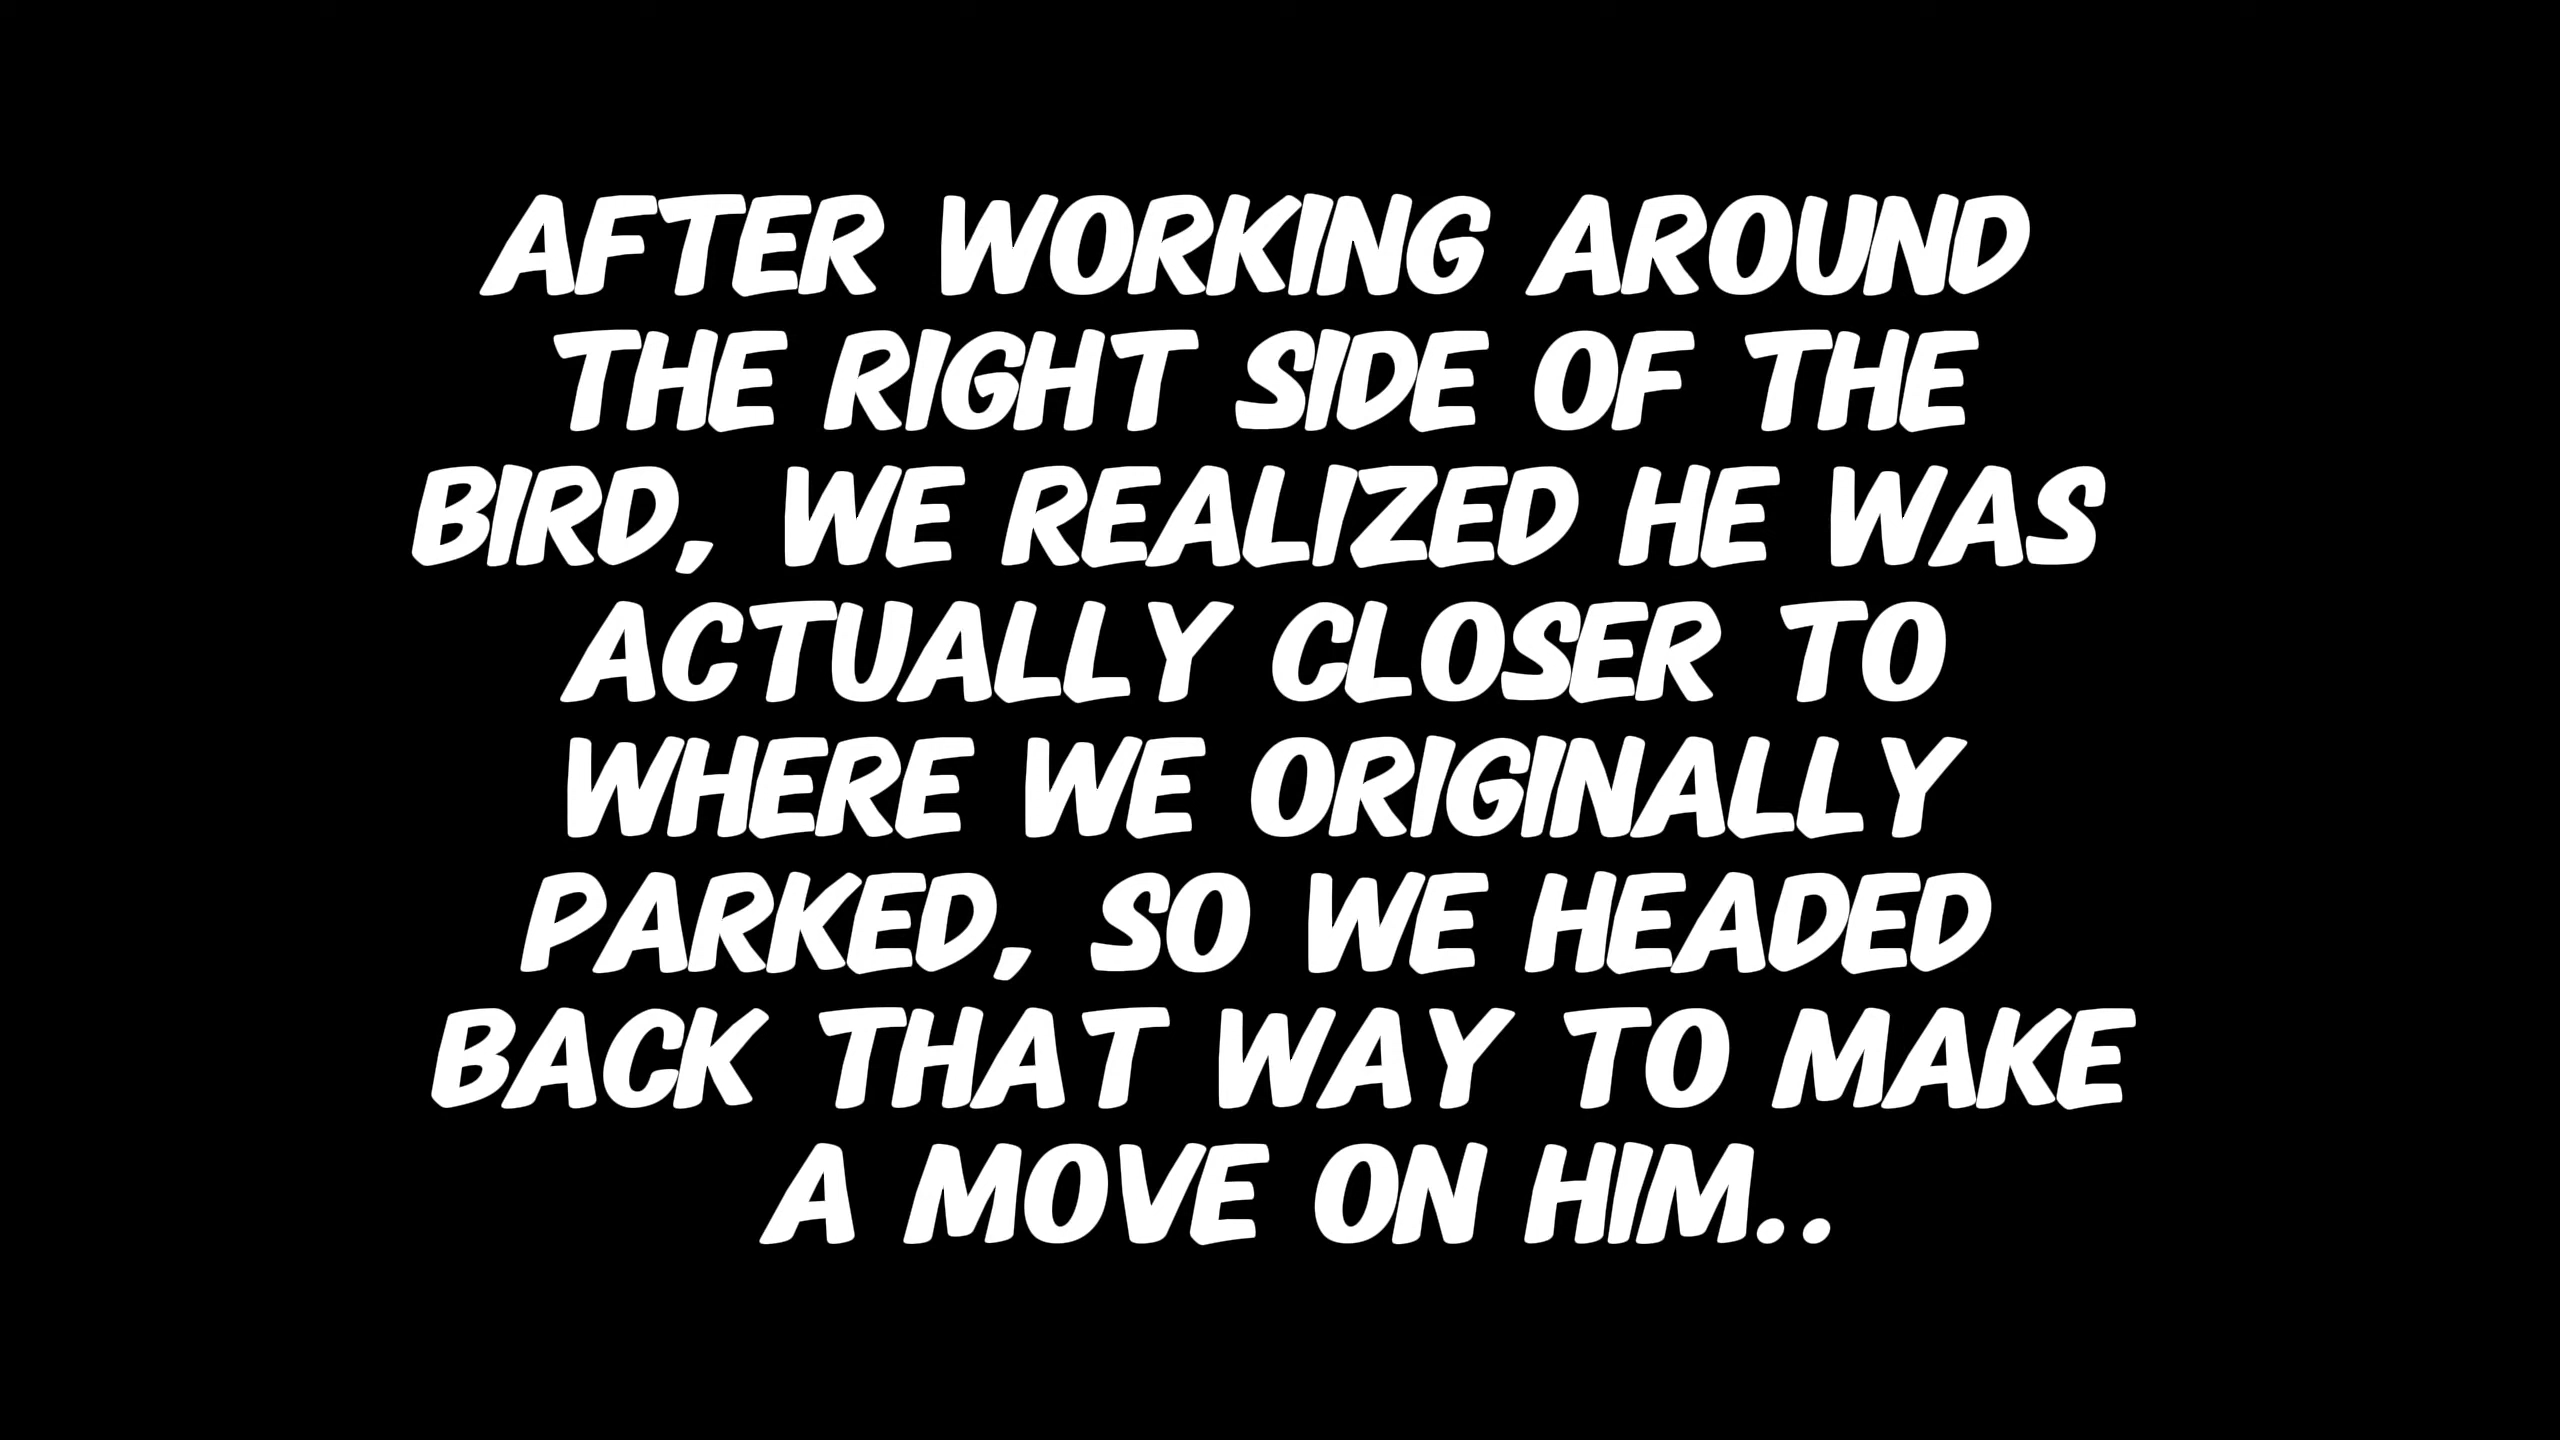 AFTER WORKING AROUND
THE RIGHT SIDE OF THE
BIRD, WE REALIZED HE WAS
ACTUALLY CLOSER TO
WHERE WE ORIGINALLY
PARKED, SO WE HEADED
BACK THAT WAY TO MAKE
A MOVE ON HIM..